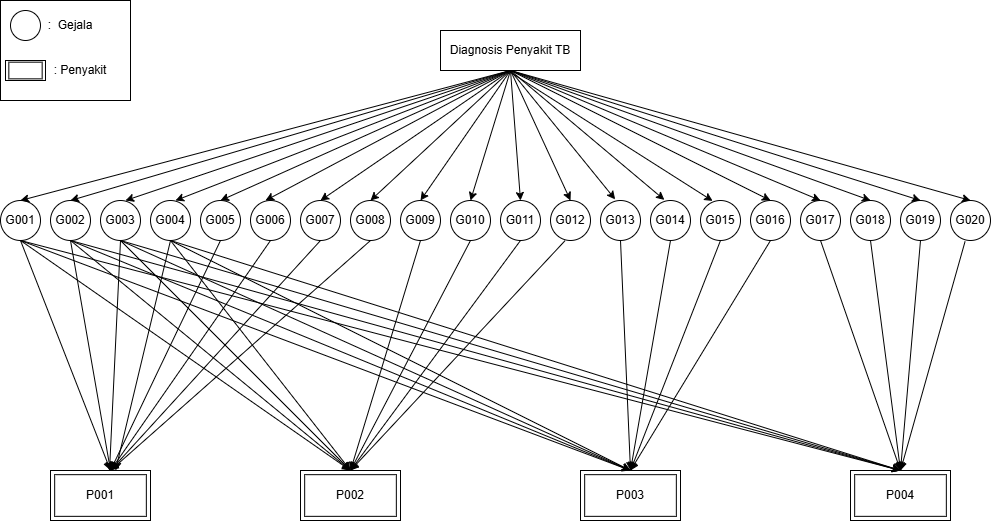 : Gejala
: Penyakit
Diagnosis Penyakit TB
G001 G002 G003 G004 G005 G006 G007 G008 G009 G010 G011 G012 G013 G014 G015 G016 G017 G018 G019 G020
P001 P002 P003 P004